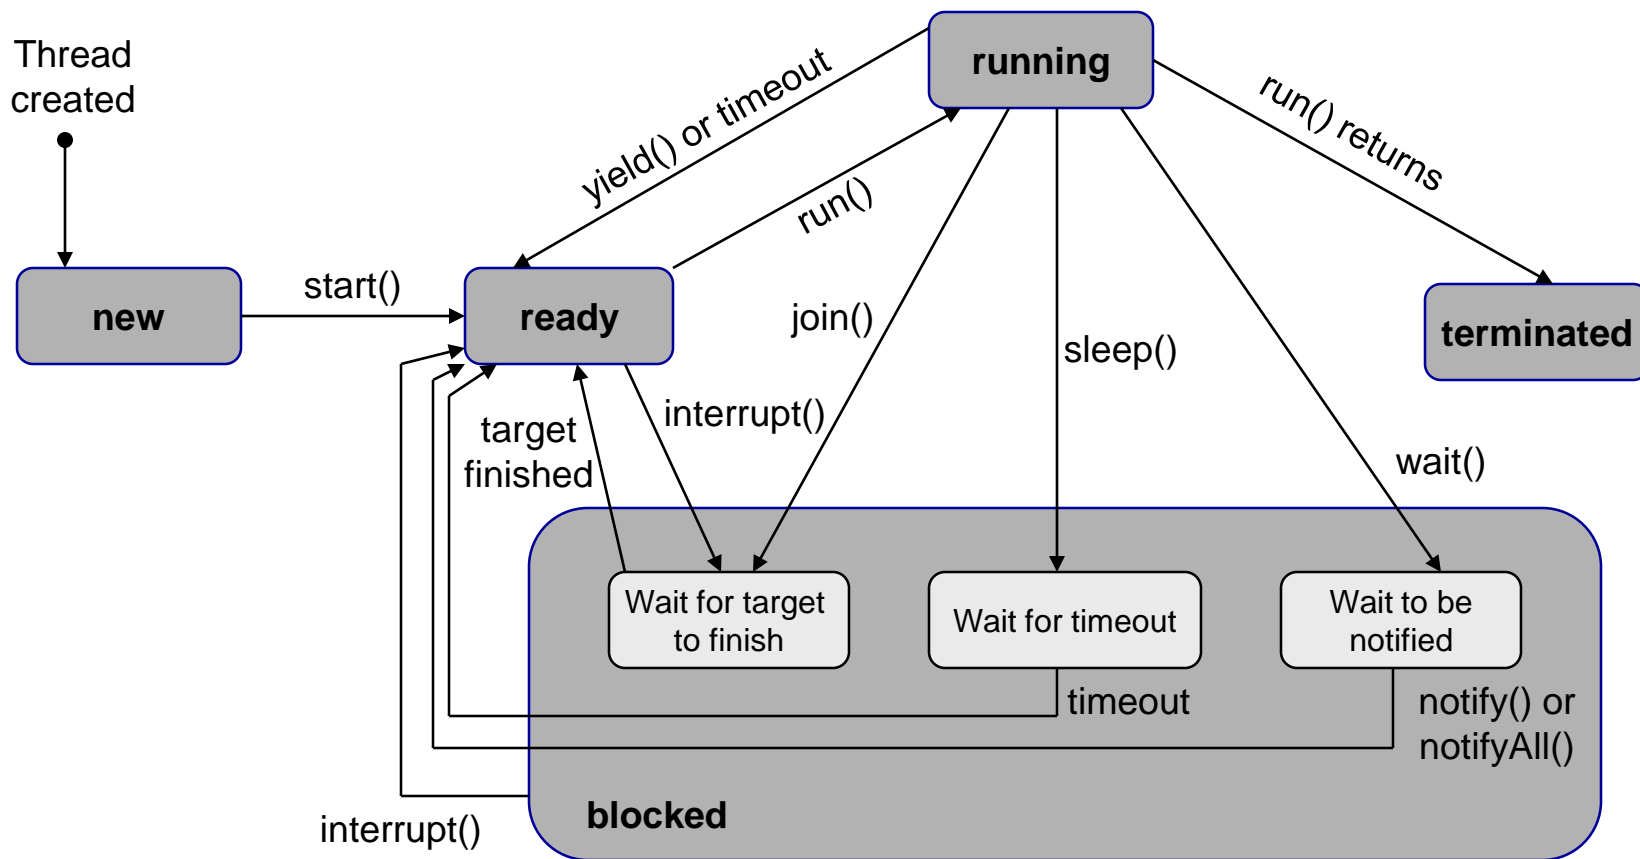 Thread
created
running
yield() or timeout
run() returns
run()
new
start()
ready
join()
sleep()
terminated
interrupt()
target
finished
wait()
Wait for target
to finish
Wait for timeout
Wait to be
notified
timeout
notify() or
notifyAll()
blocked
interrupt()